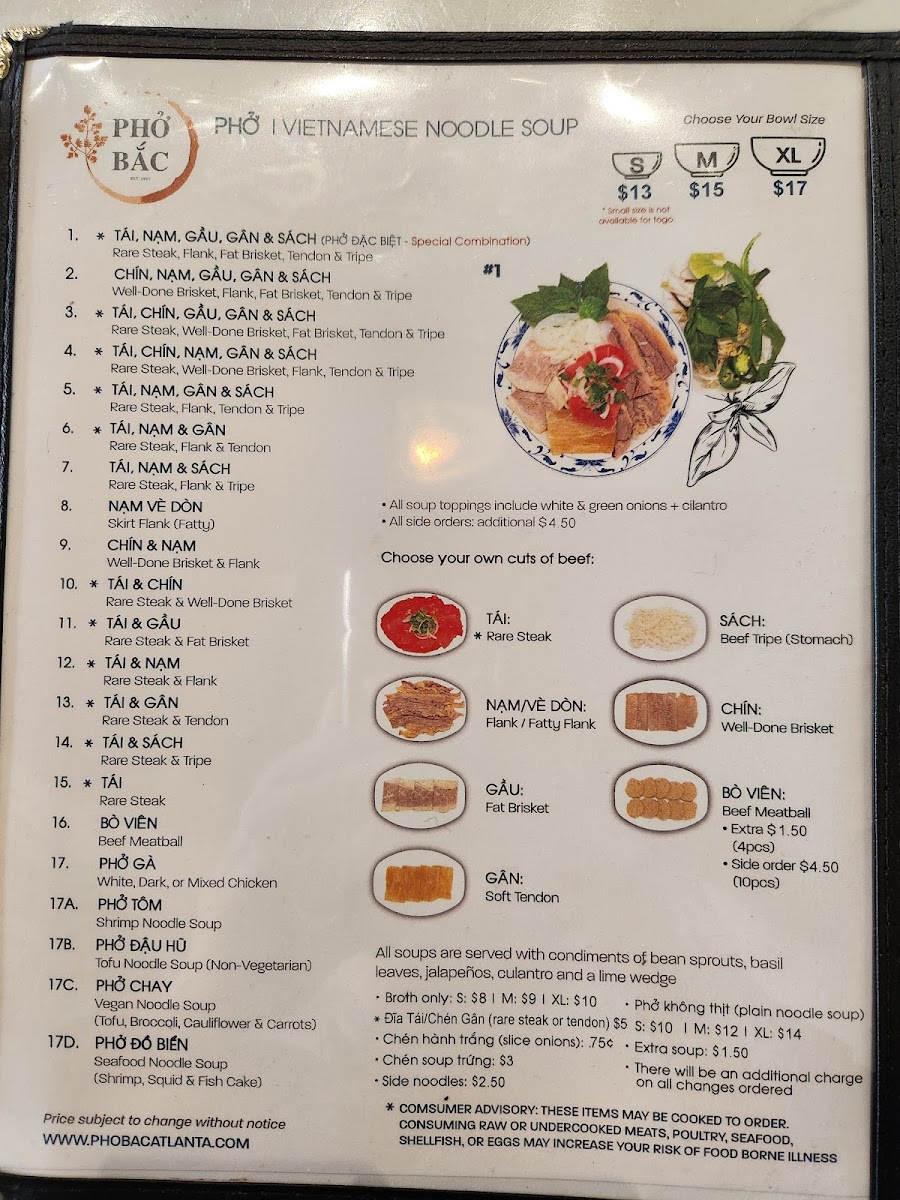 PHỞ
BẮC
PHỞ | VIETNAMESE NOODLE SOUP
Choose Your Bowl Size
S
M
XL
$13
$15
$17
* Small size is not
available for togo
1. * TÁI, NẠM, GẦU, GÂN & SÁCH (PHỞ ĐẶC BIỆT - Special Combination)
Rare Steak, Flank, Fat Brisket, Tendon & Tripe
2. CHÍN, NẠM, GẦU, GÂN & SÁCH
Well-Done Brisket, Flank, Fat Brisket, Tendon & Tripe
3. * TÁI, CHÍN, GẦU, GÂN & SÁCH
Rare Steak, Well-Done Brisket, Fat Brisket, Tendon & Tripe
4. * TÁI, CHÍN, NẠM, GÂN & SÁCH
Rare Steak, Well-Done Brisket, Flank, Tendon & Tripe
5. * TÁI, NẠM, GÂN & SÁCH
Rare Steak, Flank, Tendon & Tripe
6. * TÁI, NẠM & GÂN
Rare Steak, Flank & Tendon
7. TÁI, NẠM & SÁCH
Rare Steak, Flank & Tripe
8. NẠM VÈ DÒN
Skirt Flank (Fatty)
9. CHÍN & NẠM
Well-Done Brisket & Flank
10. * TÁI & CHÍN
Rare Steak & Well-Done Brisket
11. * TÁI & GẦU
Rare Steak & Fat Brisket
12. * TÁI & NẠM
Rare Steak & Flank
13. * TÁI & GÂN
Rare Steak & Tendon
14. * TÁI & SÁCH
Rare Steak & Tripe
15. * TÁI
Rare Steak
16. BÒ VIÊN
Beef Meatball
17. PHỞ GÀ
White, Dark, or Mixed Chicken
17A. PHỞ TÔM
Shrimp Noodle Soup
17B. PHỞ ĐẬU HŨ
Tofu Noodle Soup (Non-Vegetarian)
17C. PHỞ CHAY
Vegan Noodle Soup
(Tofu, Broccoli, Cauliflower & Carrots)
17D. PHỞ ĐỒ BIỂN
Seafood Noodle Soup
(Shrimp, Squid & Fish Cake)
Price subject to change without notice
WWW.PHOBACATLANTA.COM
#1
• All soup toppings include white & green onions + cilantro
• All side orders: additional $4.50
Choose your own cuts of beef:
TÁI:
* Rare Steak
NẠM/VÈ DÒN:
Flank / Fatty Flank
GẦU:
Fat Brisket
GÂN:
Soft Tendon
SÁCH:
Beef Tripe (Stomach)
CHÍN:
Well-Done Brisket
BÒ VIÊN:
Beef Meatball
• Extra $1.50
(4pcs)
• Side order $4.50
(10pcs)
All soups are served with condiments of bean sprouts, basil
leaves, jalapeños, culantro and a lime wedge
• Broth only: S: $8 | M: $9 | XL: $10
* Đĩa Tái/Chén Gân (rare steak or tendon) $5
• Chén hành trắng (slice onions): .75¢
• Chén soup trứng: $3
• Side noodles: $2.50
• Phở không thịt (plain noodle soup)
S: $10 | M: $12 | XL: $14
• Extra soup: $1.50
• There will be an additional charge
on all changes ordered
* COMSUMER ADVISORY: THESE ITEMS MAY BE COOKED TO ORDER.
CONSUMING RAW OR UNDERCOOKED MEATS, POULTRY, SEAFOOD,
SHELLFISH, OR EGGS MAY INCREASE YOUR RISK OF FOOD BORNE ILLNESS